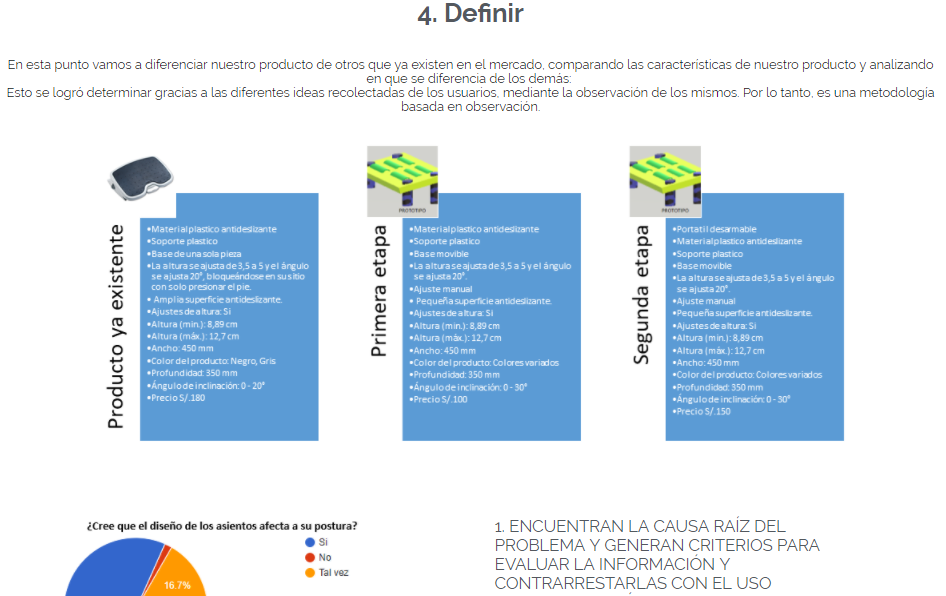 4. Definir
En esta punto vamos a diferenciar nuestro producto de otros que ya existen en el mercado, comparando las características de nuestro producto y analizando
en que se diferencia de los demás:
Esto se logró determinar gracias a las diferentes ideas recolectadas de los usuarios, mediante la observación de los mismos. Por lo tanto, es una metodología
basada en observación.
Producto ya existente
•Material plastico antideslizante
•Soporte plastico
•Base de una sola pieza
•La altura se ajusta de 3,5 a 5 y el ángulo
se ajusta 20°, bloqueándose en su sitio
con solo presionar el pie.
• Amplia superficie antideslizante.
•Ajustes de altura: Si
•Altura (min.): 8,89 cm
•Altura (máx.): 12,7 cm
•Ancho: 450 mm
•Color del producto: Negro, Gris
•Profundidad: 350 mm
•Ángulo de inclinación: 0 - 20°
•Precio S/.180
PROTOTIPO
Primera etapa
•Material plastico antideslizante
•Soporte plastico
•Base movible
•La altura se ajusta de 3,5 a 5 y el ángulo
se ajusta 20°.
•Ajuste manual
• Pequeña superficie antideslizante.
•Ajustes de altura: Si
•Altura (min.): 8,89 cm
•Altura (máx.): 12,7 cm
•Ancho: 450 mm
•Color del producto: Colores variados
•Profundidad: 350 mm
•Ángulo de inclinación: 0 - 30°
•Precio S/.100
PROTOTIPO
Segunda etapa
•Portatil desarmable
•Material plastico antideslizante
•Soporte plastico
•Base movible
•La altura se ajusta de 3,5 a 5 y el ángulo
se ajusta 20°.
•Ajuste manual
•Pequeña superficie antideslizante.
•Ajustes de altura: Si
•Altura (min.): 8,89 cm
•Altura (máx.): 12,7 cm
•Ancho: 450 mm
•Color del producto: Colores variados
•Profundidad: 350 mm
•Ángulo de inclinación: 0 - 30°
•Precio S/.150
¿Cree que el diseño de los asientos afecta a su postura?
Si
No
Tal vez
16.7%
1. ENCUENTRAN LA CAUSA RAÍZ DEL
PROBLEMA Y GENERAN CRITERIOS PARA
EVALUAR LA INFORMACIÓN Y
CONTRARRESTARLAS CON EL USO